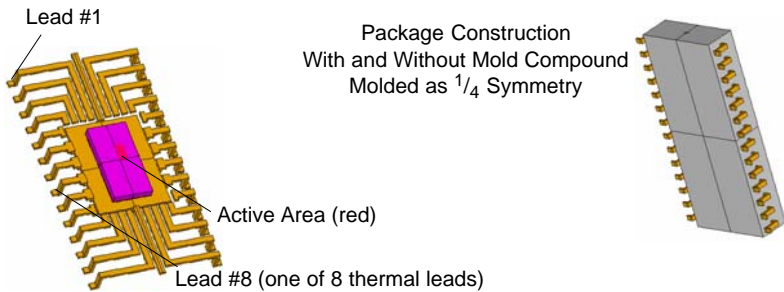 Lead #1
Package Construction
With and Without Mold Compound
Molded as 1/4 Symmetry
Active Area (red)
Lead #8 (one of 8 thermal leads)